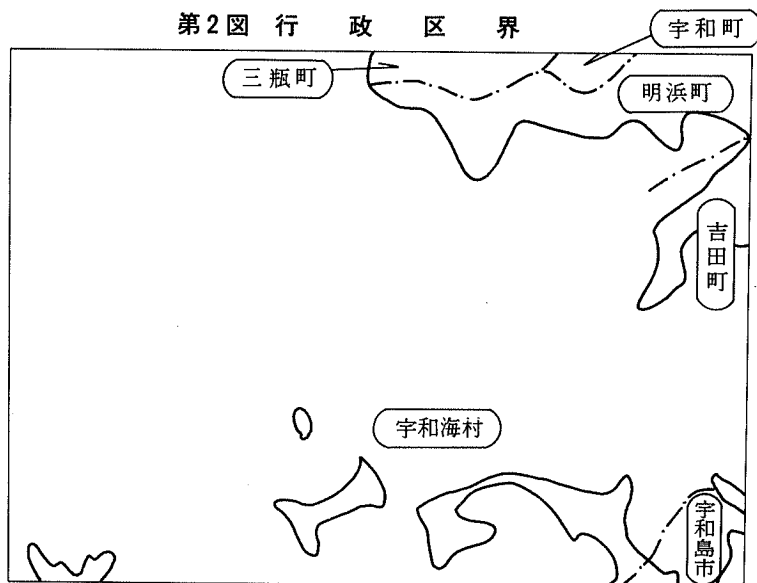 第2図 行政区界
宇和町
三瓶町
明浜町
吉田町
宇和海村
宇和島市